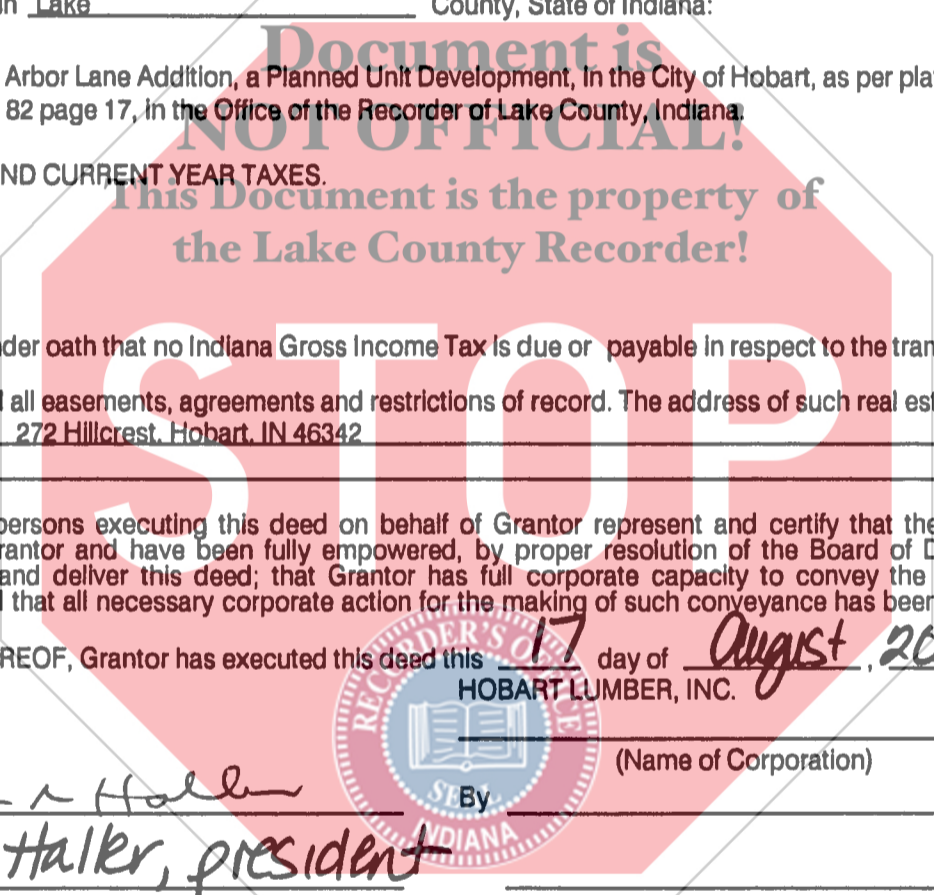 in Lake County, State of Indiana:
Document is
Arbor Lane Addition, a Planned Unit Development, in the City of Hobart, as per pla
82 page 17, in the Office of the Recorder of Lake County, Indiana.
NOT OFFICIAL!
ND CURRENT YEAR TAXES.
This Document is the property of
the Lake County Recorder!
STOP
der oath that no Indiana Gross Income Tax is due or payable in respect to the tran
all easements, agreements and restrictions of record. The address of such real est
272 Hillcrest, Hobart, IN 46342
persons executing this deed on behalf of Grantor represent and certify that the
rantor and have been fully empowered, by proper resolution of the Board of D
and deliver this deed; that Grantor has full corporate capacity to convey the
that all necessary corporate action for the making of such conveyance has been
REOF, Grantor has executed this deed this 17 day of August, 20
HOBART LUMBER, INC.
RECORDER'S OFFICE
(Name of Corporation)
Haller
SEAL
By
INDIANA
Haller, president